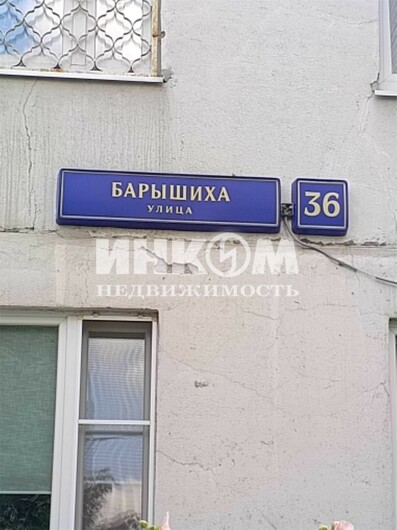 БАРЫШИХА
УЛИЦА
36
ИНКОМ
НЕДВИЖИМОСТЬ